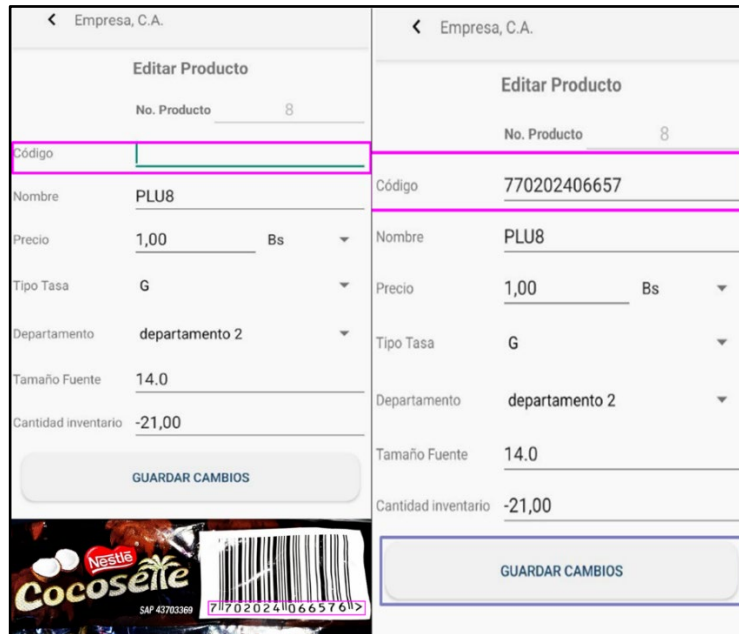 Empresa, C.A.
Editar Producto
No. Producto 8
Código
Nombre PLU8
Precio 1,00 Bs
Tipo Tasa G
Departamento departamento 2
Tamaño Fuente 14.0
Cantidad inventario -21,00
GUARDAR CAMBIOS
Nestlé
Cocosette
SAP 43703369
7 702024 066576 >
Empresa, C.A.
Editar Producto
No. Producto 8
Código 770202406657
Nombre PLU8
Precio 1,00 Bs
Tipo Tasa G
Departamento departamento 2
Tamaño Fuente 14.0
Cantidad inventario -21,00
GUARDAR CAMBIOS